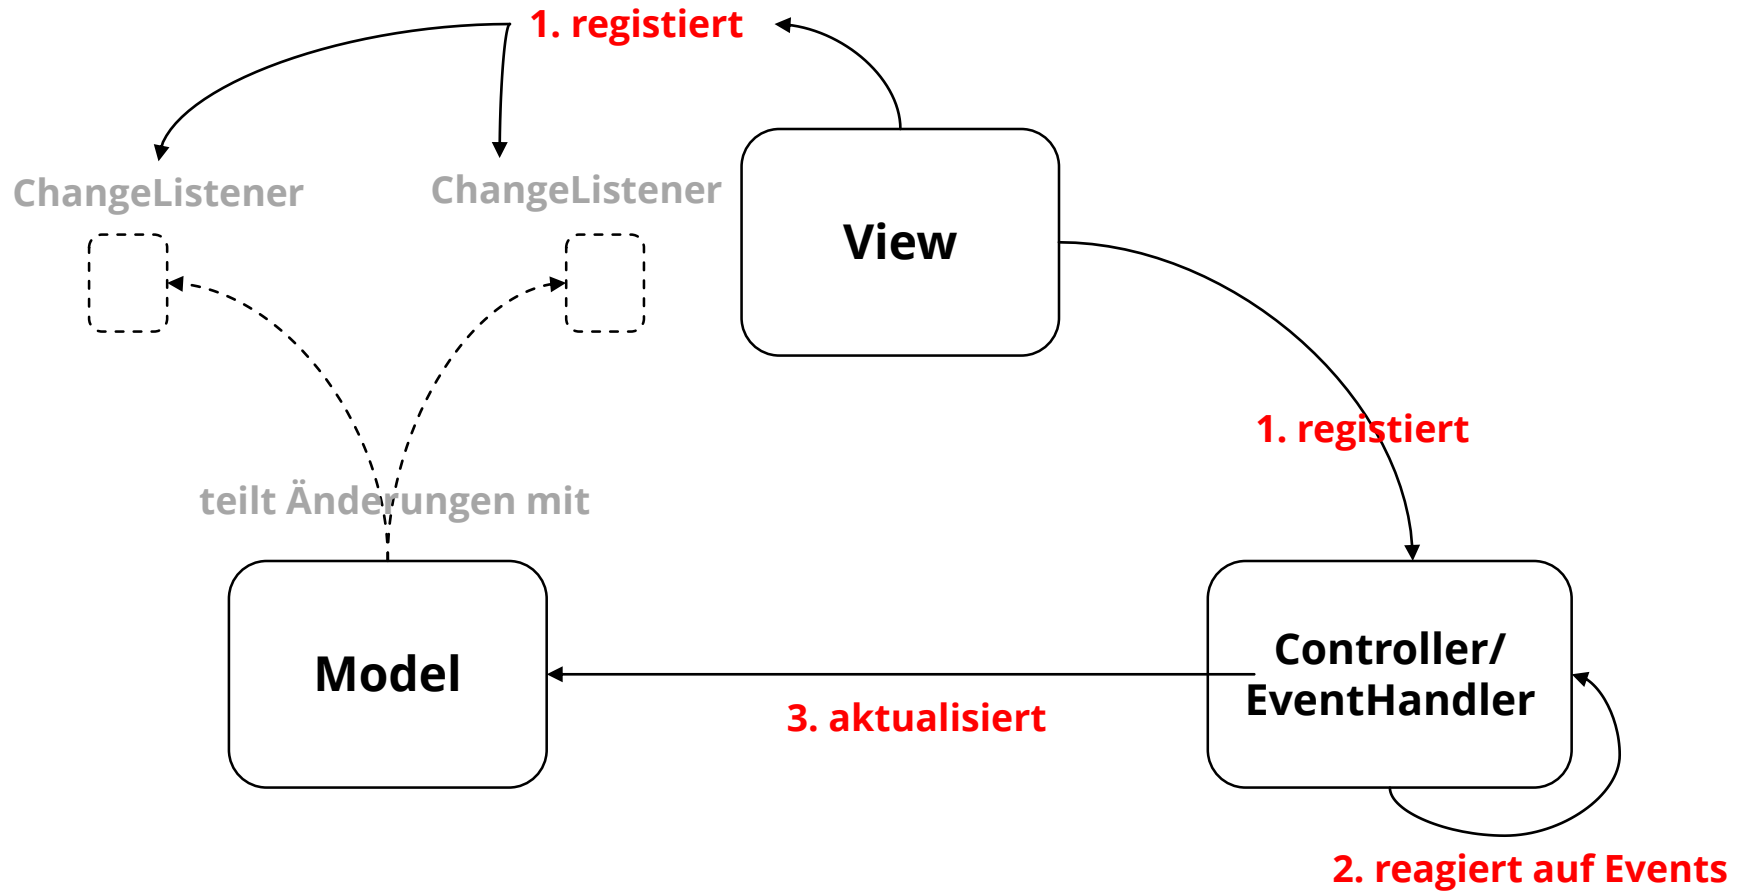 1. registiert
ChangeListener
ChangeListener
View
1. registiert
teilt Änderungen mit
Model
Controller/
EventHandler
3. aktualisiert
2. reagiert auf Events